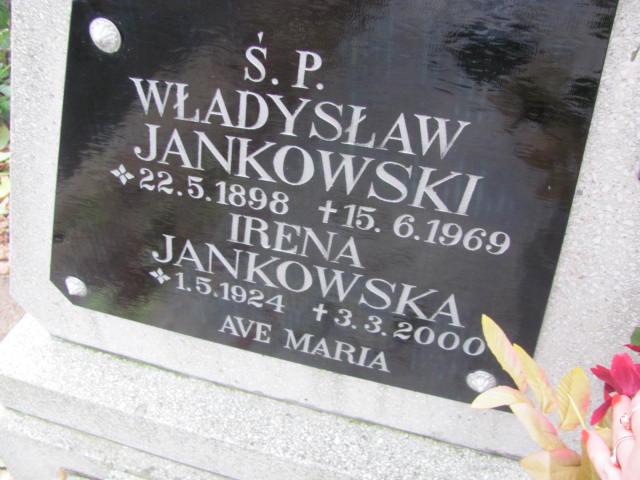 Ś. P.
WŁADYSŁAW
JANKOWSKI
22.5.1898 +15.6.1969
IRENA
JANKOWSKA
1.5.1924 +3.3.2000
AVE MARIA